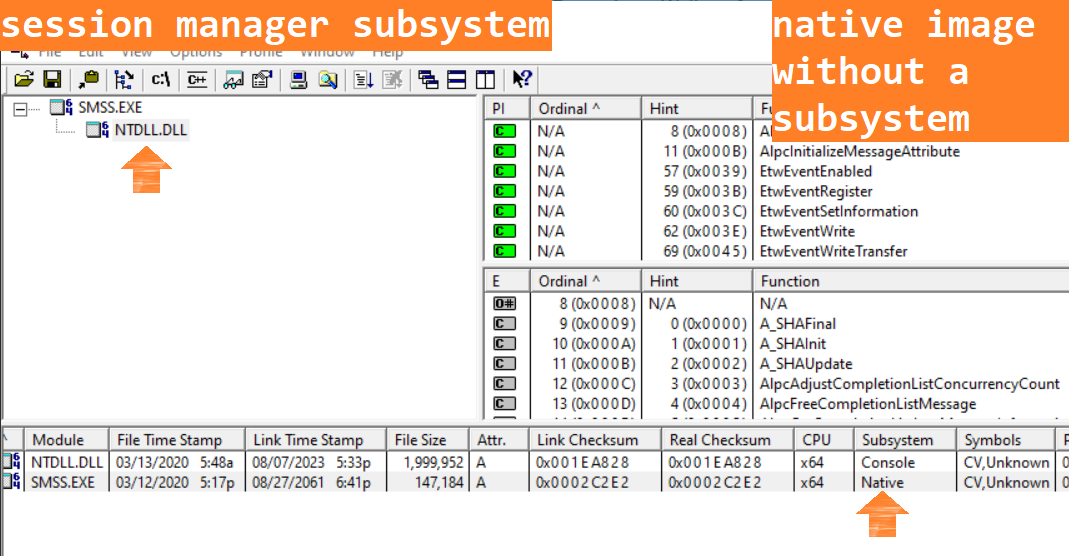 session manager subsystem
native image
without a
subsystem
File Edit View Options Profile Window Help
c:\ C++
SMSS.EXE
NTDLL.DLL
PI Ordinal ^ Hint
N/A 8 (0x0008)
N/A 11 (0x000B) AlpcInitializeMessageAttribute
N/A 57 (0x0039) EtwEventEnabled
N/A 59 (0x003B) EtwEventRegister
N/A 60 (0x003C) EtwEventSetInformation
N/A 62 (0x003E) EtwEventWrite
N/A 69 (0x0045) EtwEventWriteTransfer
E Ordinal ^ Hint Function
O# 8 (0x0008) N/A N/A
C 9 (0x0009) 0 (0x0000) A_SHAFinal
C 10 (0x000A) 1 (0x0001) A_SHAInit
C 11 (0x000B) 2 (0x0002) A_SHAUpdate
C 12 (0x000C) 3 (0x0003) AlpcAdjustCompletionListConcurrencyCount
C 13 (0x000D) 4 (0x0004) AlpcFreeCompletionListMessage
^ Module File Time Stamp Link Time Stamp File Size Attr. Link Checksum Real Checksum CPU Subsystem Symbols
NTDLL.DLL 03/13/2020 5:48a 08/07/2023 5:33p 1,999,952 A 0x001EA828 0x001EA828 x64 Console CV,Unknown
SMSS.EXE 03/12/2020 5:17p 08/27/2061 6:41p 147,184 A 0x0002C2E2 0x0002C2E2 x64 Native CV,Unknown